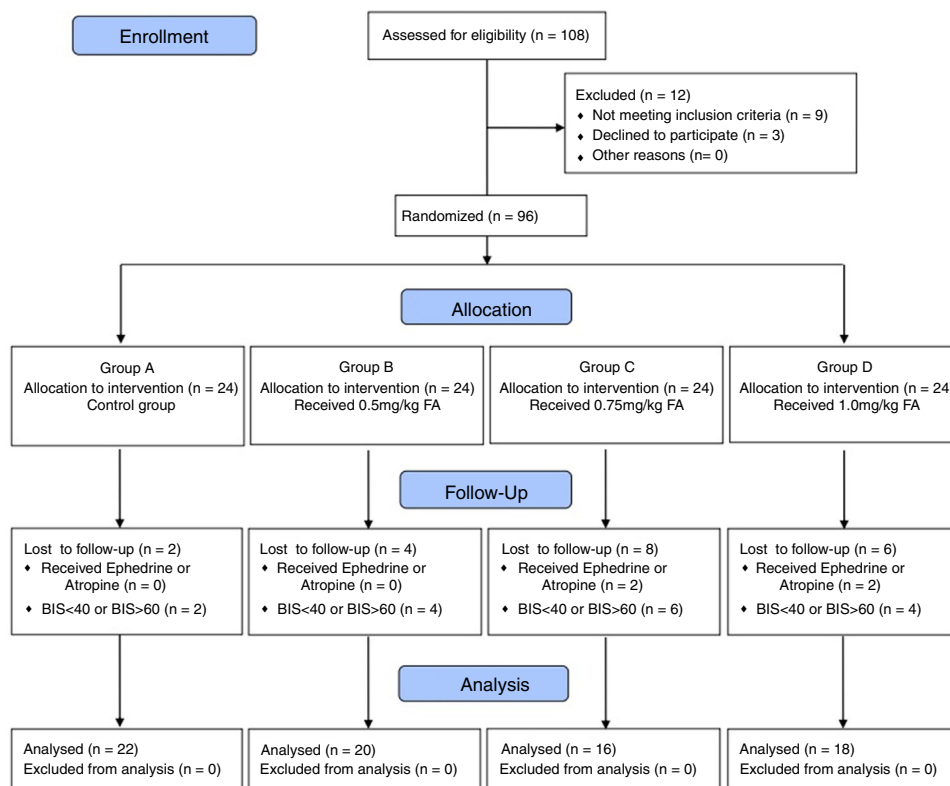 Enrollment
Assessed for eligibility (n = 108)
Excluded (n = 12)
♦ Not meeting inclusion criteria (n = 9)
♦ Declined to participate (n = 3)
♦ Other reasons (n= 0)
Randomized (n = 96)
Allocation
Group A
Allocation to intervention (n = 24)
Control group
Group B
Allocation to intervention (n = 24)
Received 0.5mg/kg FA
Group C
Allocation to intervention (n = 24)
Received 0.75mg/kg FA
Group D
Allocation to intervention (n = 24)
Received 1.0mg/kg FA
Follow-Up
Lost to follow-up (n = 2)
♦ Received Ephedrine or
Atropine (n = 0)
♦ BIS<40 or BIS>60 (n = 2)
Lost to follow-up (n = 4)
♦ Received Ephedrine or
Atropine (n = 0)
♦ BIS<40 or BIS>60 (n = 4)
Lost to follow-up (n = 8)
♦ Received Ephedrine or
Atropine (n = 2)
♦ BIS<40 or BIS>60 (n = 6)
Lost to follow-up (n = 6)
♦ Received Ephedrine or
Atropine (n = 2)
♦ BIS<40 or BIS>60 (n = 4)
Analysis
Analysed (n = 22)
Excluded from analysis (n = 0)
Analysed (n = 20)
Excluded from analysis (n = 0)
Analysed (n = 16)
Excluded from analysis (n = 0)
Analysed (n = 18)
Excluded from analysis (n = 0)